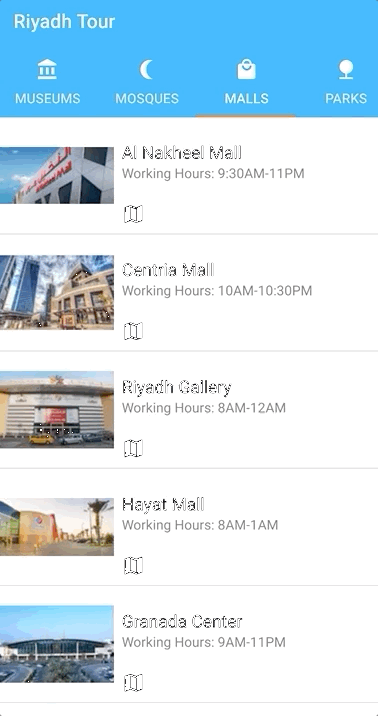 Riyadh Tour
MUSEUMS
MOSQUES
MALLS
PARKS
Al Nakheel Mall
Working Hours: 9:30AM-11PM
Centria Mall
Working Hours: 10AM-10:30PM
Riyadh Gallery
Working Hours: 8AM-12AM
Hayat Mall
Working Hours: 8AM-1AM
Granada Center
Working Hours: 9AM-11PM